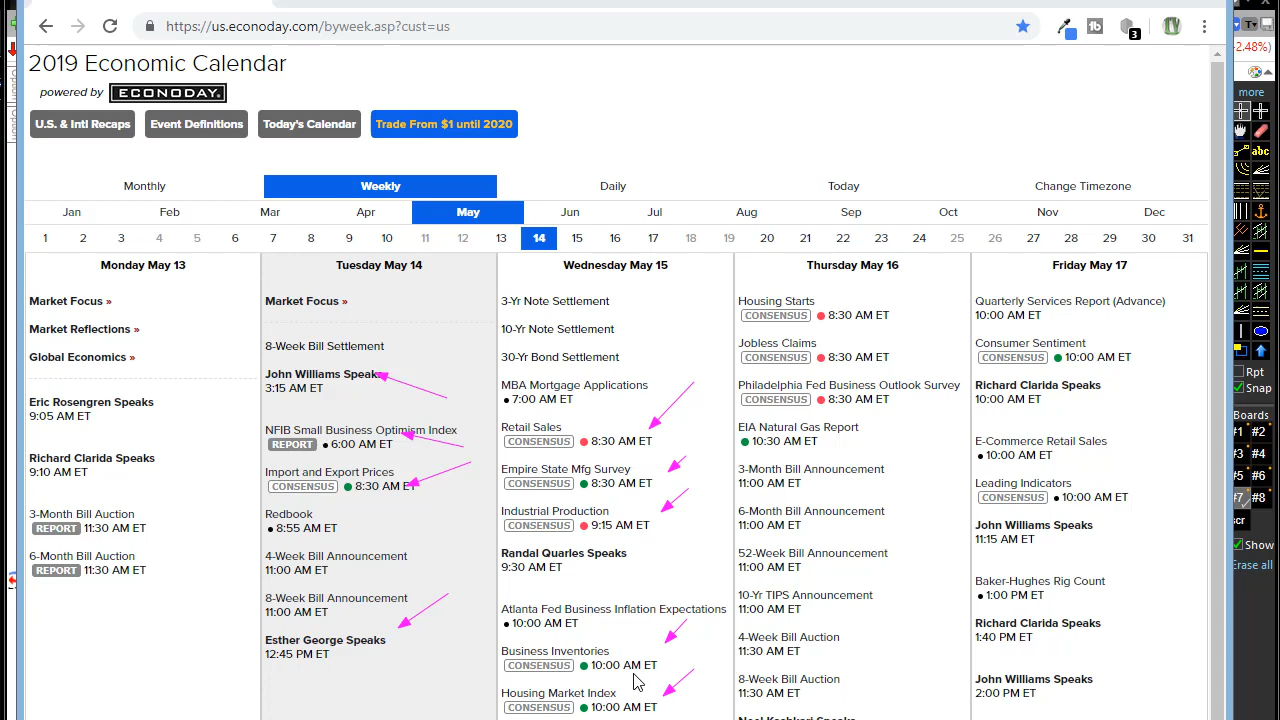 https://us.econoday.com/byweek.asp?cust=us
3
2019 Economic Calendar
powered by ECONODAY.
U.S. & Intl Recaps Event Definitions Today's Calendar Trade From $1 until 2020
Monthly Weekly Daily Today Change Timezone
Jan Feb Mar Apr May Jun Jul Aug Sep Oct Nov Dec
1 2 3 4 5 6 7 8 9 10 11 12 13 14 15 16 17 18 19 20 21 22 23 24 25 26 27 28 29 30 31
Monday May 13
Market Focus »
Market Reflections »
Global Economics »
Eric Rosengren Speaks
9:05 AM ET
Richard Clarida Speaks
9:10 AM ET
3-Month Bill Auction
REPORT 11:30 AM ET
6-Month Bill Auction
REPORT 11:30 AM ET
Tuesday May 14
Market Focus »
8-Week Bill Settlement
John Williams Speaks
3:15 AM ET
NFIB Small Business Optimism Index
REPORT 6:00 AM ET
Import and Export Prices
CONSENSUS 8:30 AM ET
Redbook
8:55 AM ET
4-Week Bill Announcement
11:00 AM ET
8-Week Bill Announcement
11:00 AM ET
Esther George Speaks
12:45 PM ET
Wednesday May 15
3-Yr Note Settlement
10-Yr Note Settlement
30-Yr Bond Settlement
MBA Mortgage Applications
7:00 AM ET
Retail Sales
CONSENSUS 8:30 AM ET
Empire State Mfg Survey
CONSENSUS 8:30 AM ET
Industrial Production
CONSENSUS 9:15 AM ET
Randal Quarles Speaks
9:30 AM ET
Atlanta Fed Business Inflation Expectations
10:00 AM ET
Business Inventories
CONSENSUS 10:00 AM ET
Housing Market Index
CONSENSUS 10:00 AM ET
Thursday May 16
Housing Starts
CONSENSUS 8:30 AM ET
Jobless Claims
CONSENSUS 8:30 AM ET
Philadelphia Fed Business Outlook Survey
CONSENSUS 8:30 AM ET
EIA Natural Gas Report
10:30 AM ET
3-Month Bill Announcement
11:00 AM ET
6-Month Bill Announcement
11:00 AM ET
52-Week Bill Announcement
11:00 AM ET
10-Yr TIPS Announcement
11:00 AM ET
4-Week Bill Auction
11:30 AM ET
8-Week Bill Auction
11:30 AM ET
Friday May 17
Quarterly Services Report (Advance)
10:00 AM ET
Consumer Sentiment
CONSENSUS 10:00 AM ET
Richard Clarida Speaks
10:00 AM ET
E-Commerce Retail Sales
10:00 AM ET
Leading Indicators
CONSENSUS 10:00 AM ET
John Williams Speaks
11:15 AM ET
Baker-Hughes Rig Count
1:00 PM ET
Richard Clarida Speaks
1:40 PM ET
John Williams Speaks
2:00 PM ET
-2.48%)
more
abc
Rpt
Snap
Boards
#1 #2
#3 #4
#5 #6
#7 #8
scr
Show
Erase all